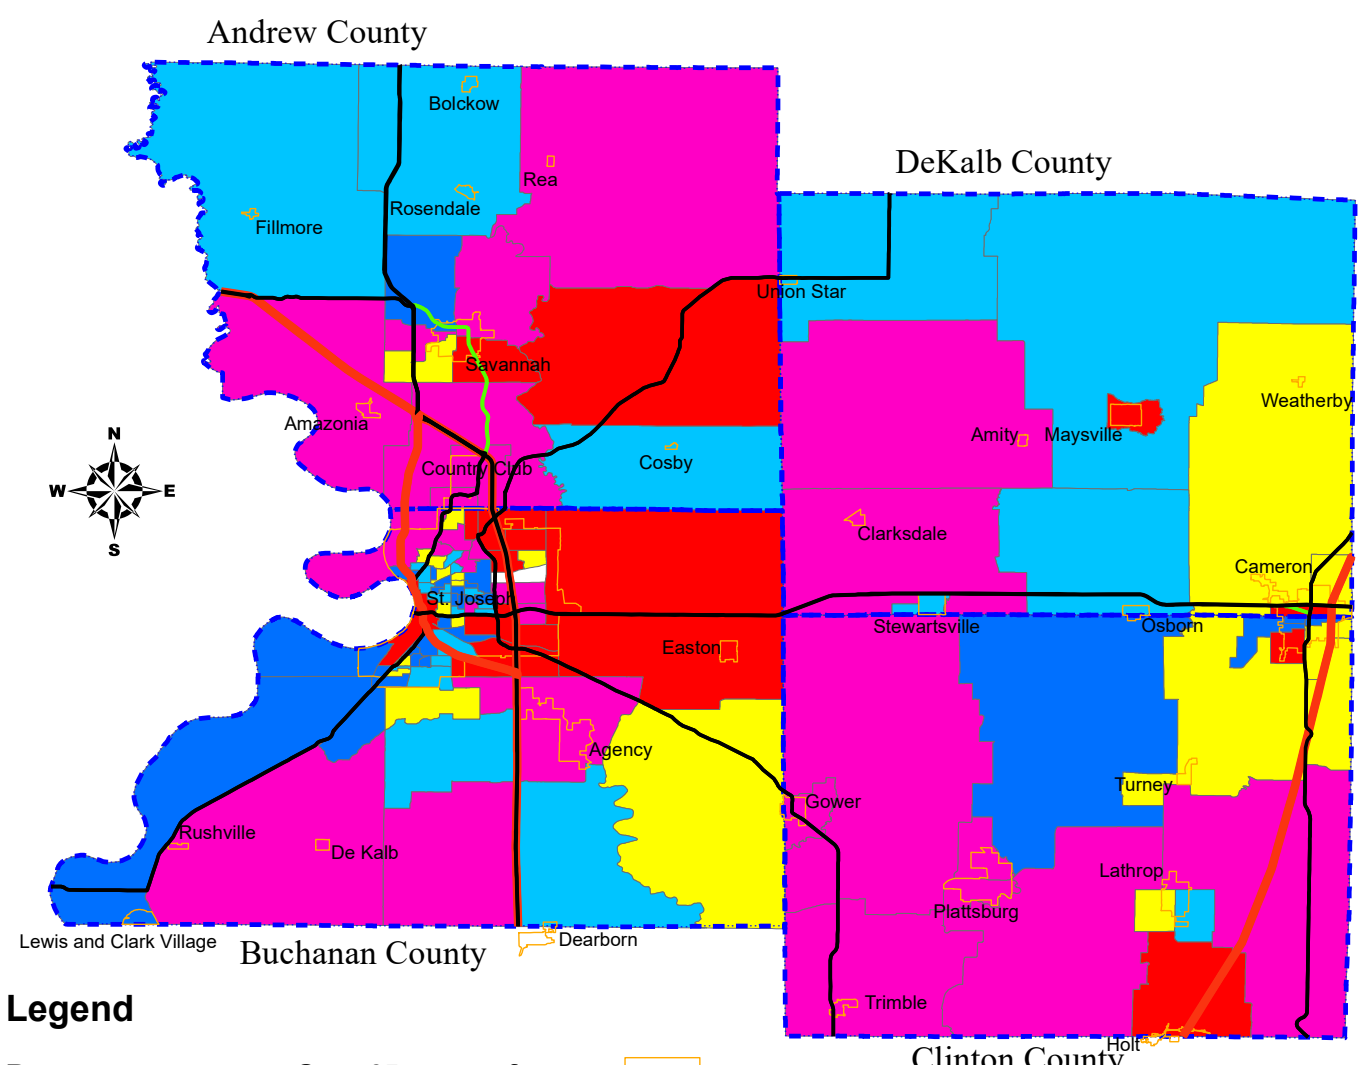 Andrew County
Bolckow
DeKalb County
Rea
Rosendale
Fillmore
Union Star
Savannah
Weatherby
Amazonia
Amity
Maysville
Country Club
Cosby
N
W
E
S
Clarksdale
Cameron
St. Joseph
Stewartsville
Osborn
Easton
Agency
Turney
Gower
Rushville
De Kalb
Lathrop
Plattsburg
Lewis and Clark Village
Dearborn
Buchanan County
Trimble
Legend
Holt
Clinton County